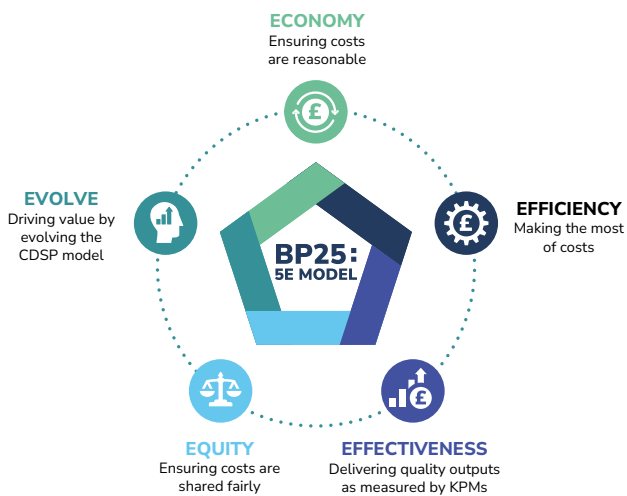 ECONOMY
Ensuring costs
are reasonable
£
EVOLVE
Driving value by
evolving the
CDSP model
£
EFFICIENCY
Making the most
of costs
BP25:
5E MODEL
£
EQUITY
Ensuring costs are
shared fairly
EFFECTIVENESS
Delivering quality outputs
as measured by KPMs